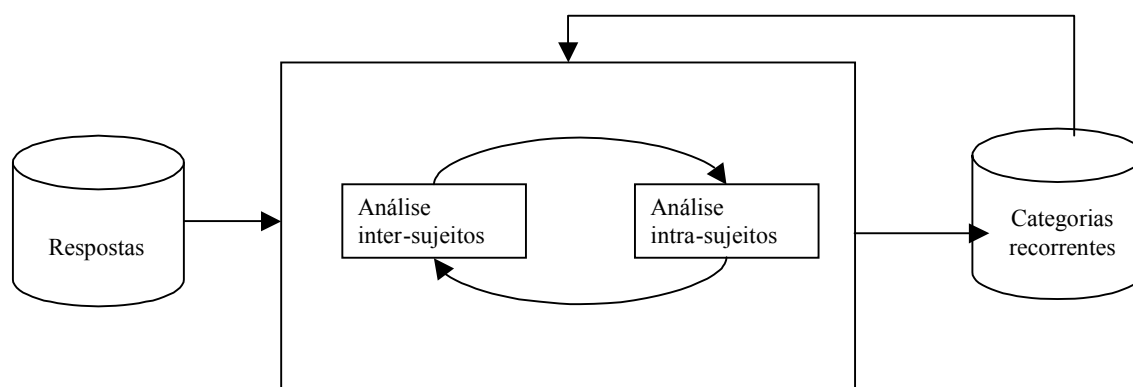 Respostas
Análise
inter-sujeitos
Análise
intra-sujeitos
Categorias
recorrentes